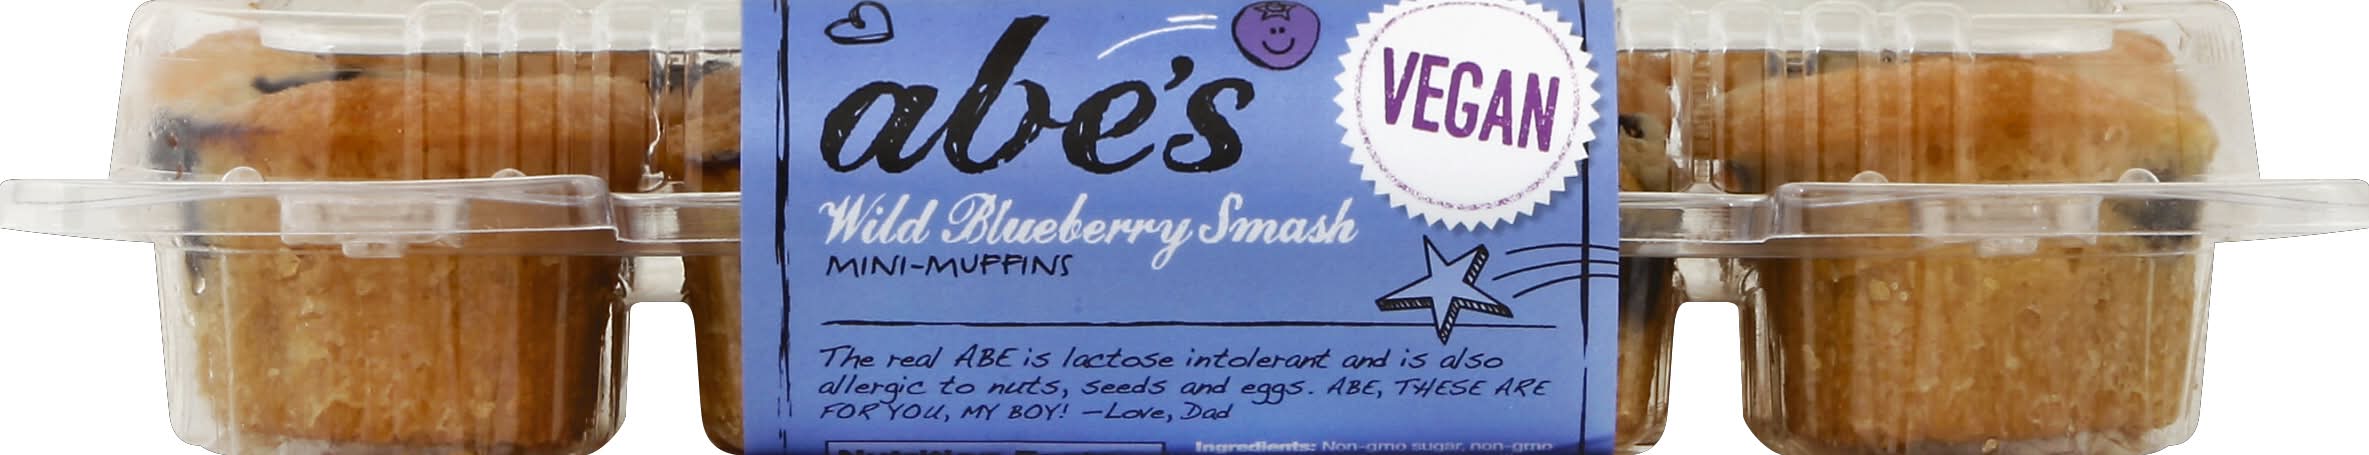 abe's
VEGAN
Wild Blueberry Smash
MINI-MUFFINS
The real ABE is lactose intolerant and is also
allergic to nuts, seeds and eggs. ABE, THESE ARE
FOR YOU, MY BOY! —Love, Dad
Ingredients: Non-gmo sugar, non-gmo